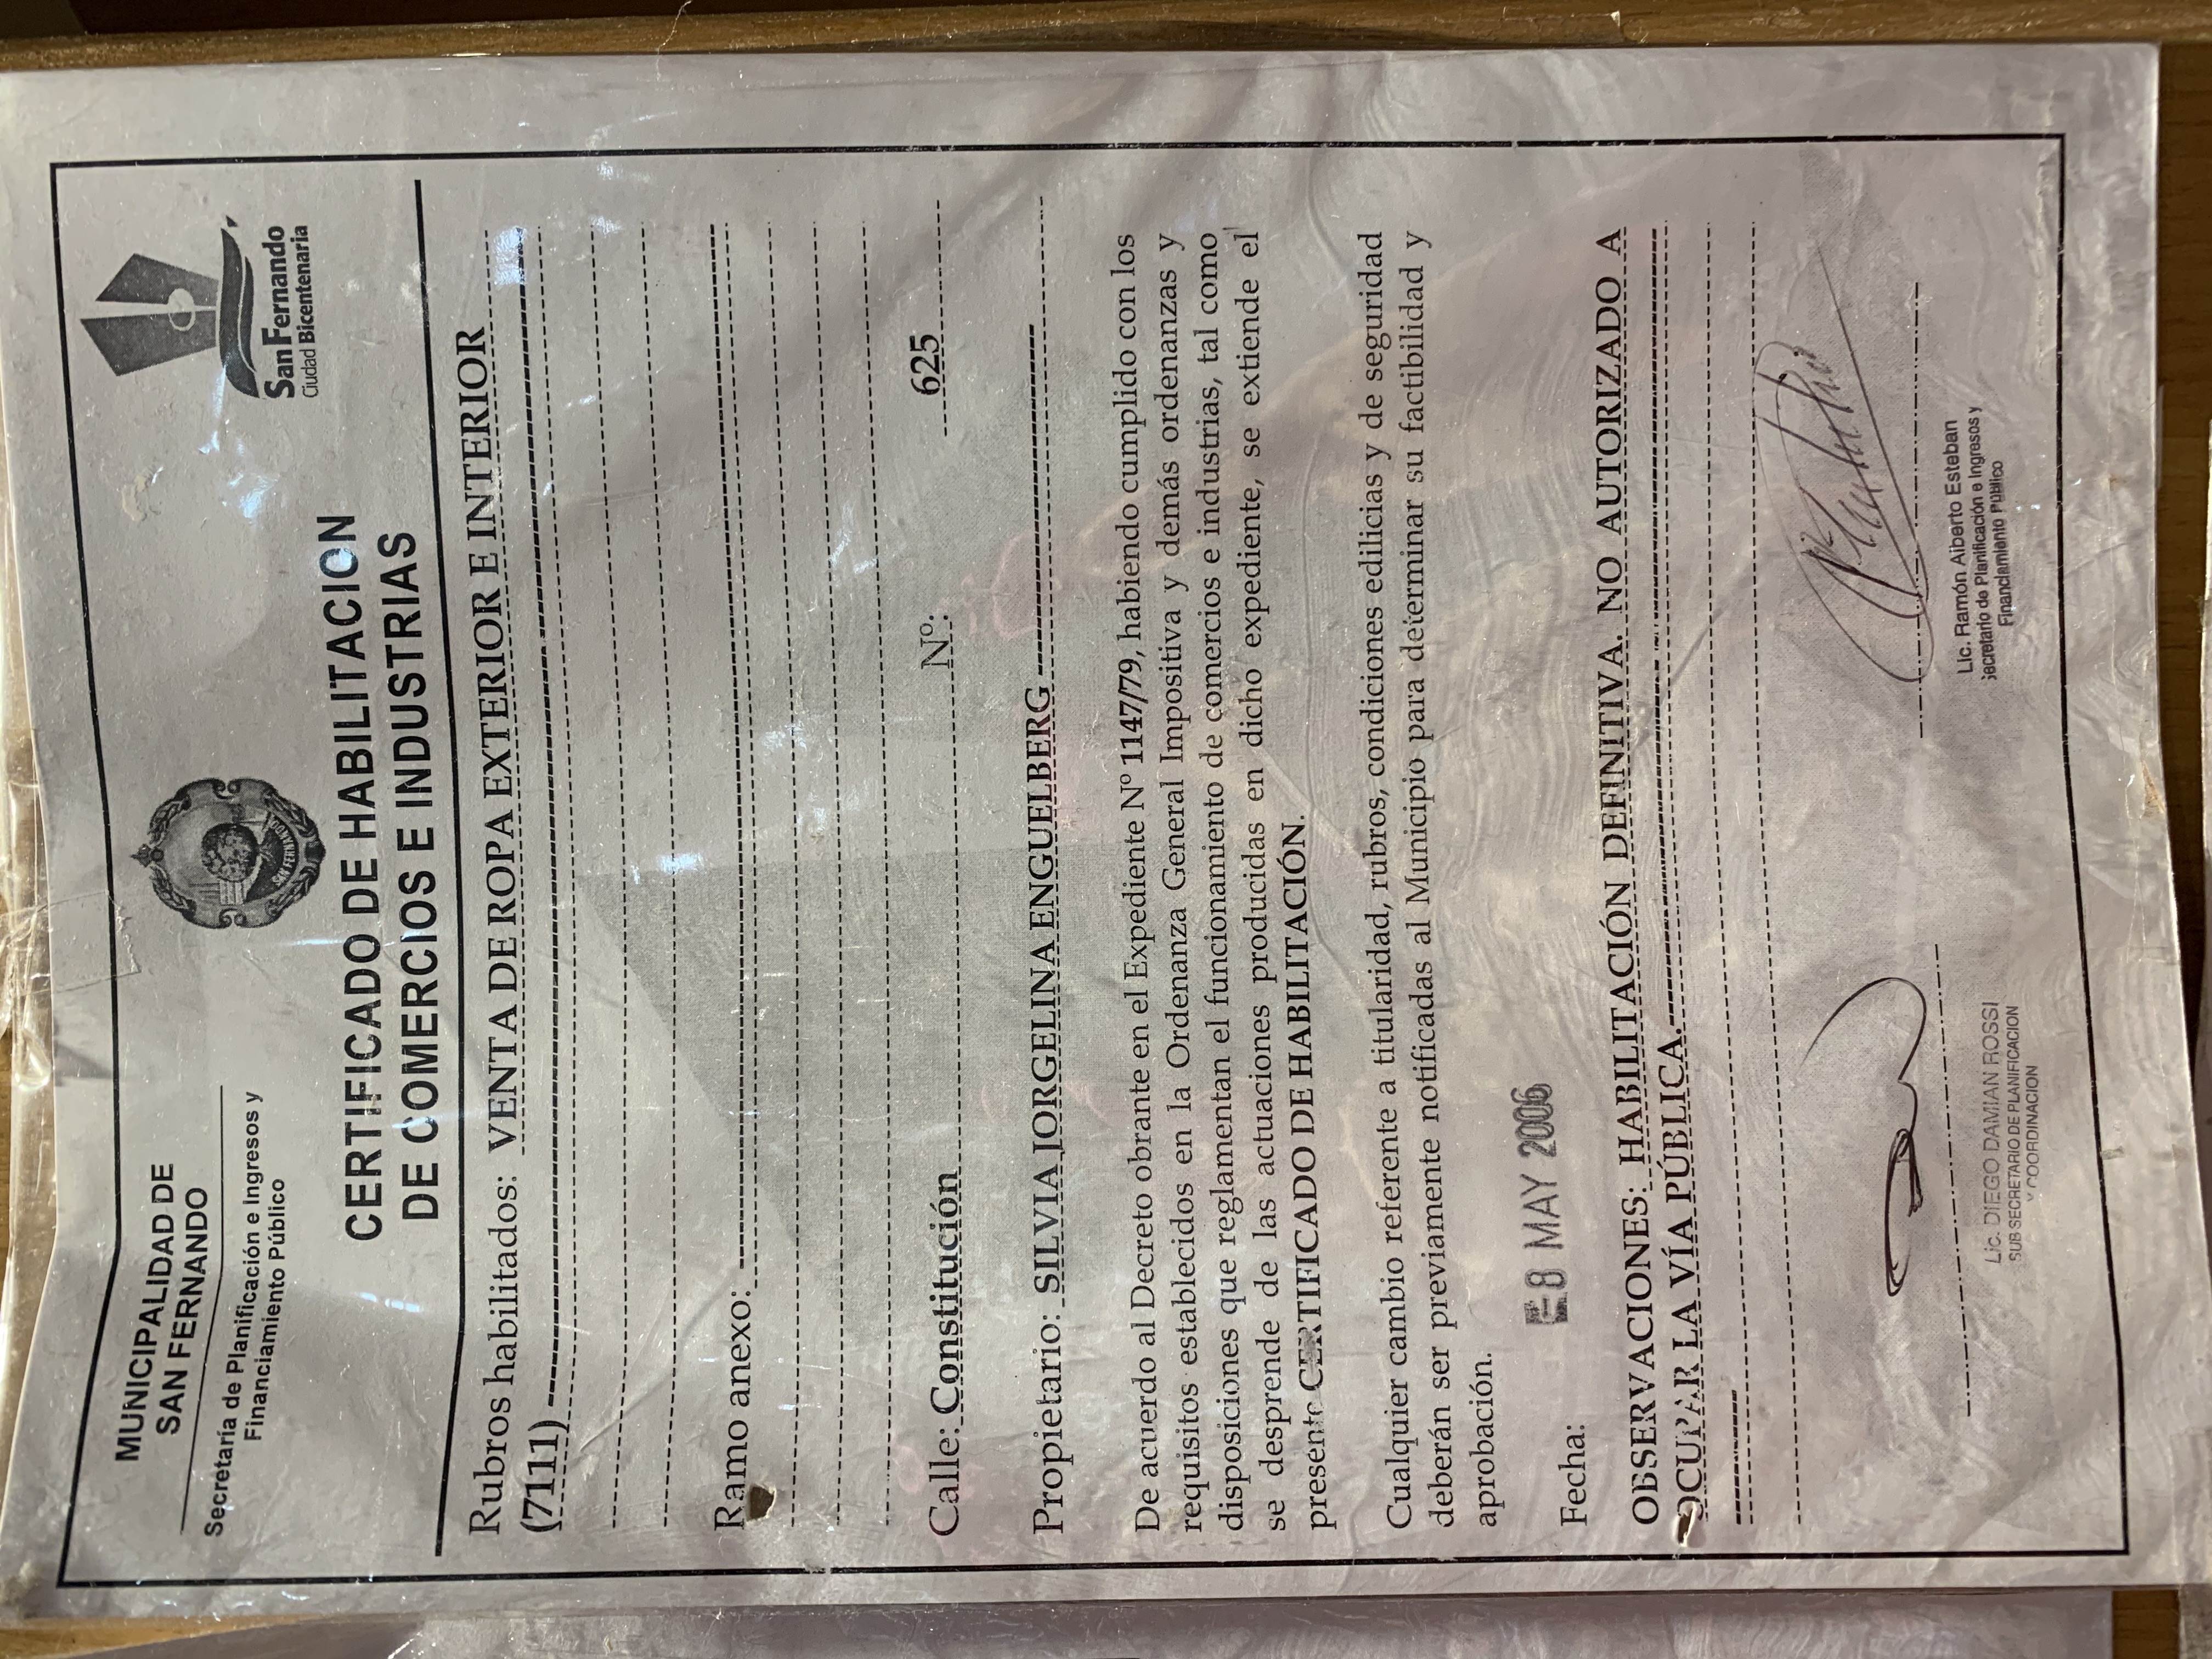 MUNICIPALIDAD DE
SAN FERNANDO
Secretaría de Planificación e Ingresos y
Financiamiento Público
SAN FERNANDO
San Fernando
Ciudad Bicentenaria
CERTIFICADO DE HABILITACION
DE COMERCIOS E INDUSTRIAS
Rubros habilitados: VENTA DE ROPA EXTERIOR E INTERIOR
(7111)
Ramo anexo:
Calle: Constitución Nº: 625
Propietario: SILVIA JORGELINA ENGUELBERG
De acuerdo al Decreto obrante en el Expediente Nº 1147/79, habiendo cumplido con los
requisitos establecidos en la Ordenanza General Impositiva y demás ordenanzas y
disposiciones que reglamentan el funcionamiento de comercios e industrias, tal como
se desprende de las actuaciones producidas en dicho expediente, se extiende el
presente CERTIFICADO DE HABILITACIÓN.
Cualquier cambio referente a titularidad, rubros, condiciones edilicias y de seguridad
deberán ser previamente notificadas al Municipio para determinar su factibilidad y
aprobación.
Fecha: 8 MAY 2006
OBSERVACIONES: HABILITACIÓN DEFINITIVA. NO AUTORIZADO A
OCUPAR LA VÍA PÚBLICA.
Lic. DIEGO DAMIAN ROSSI
SUBSECRETARIO DE PLANIFICACION
Y COORDINACION
Lic. Ramón Alberto Esteban
Secretario de Planificación e Ingresos y
Financiamiento Público